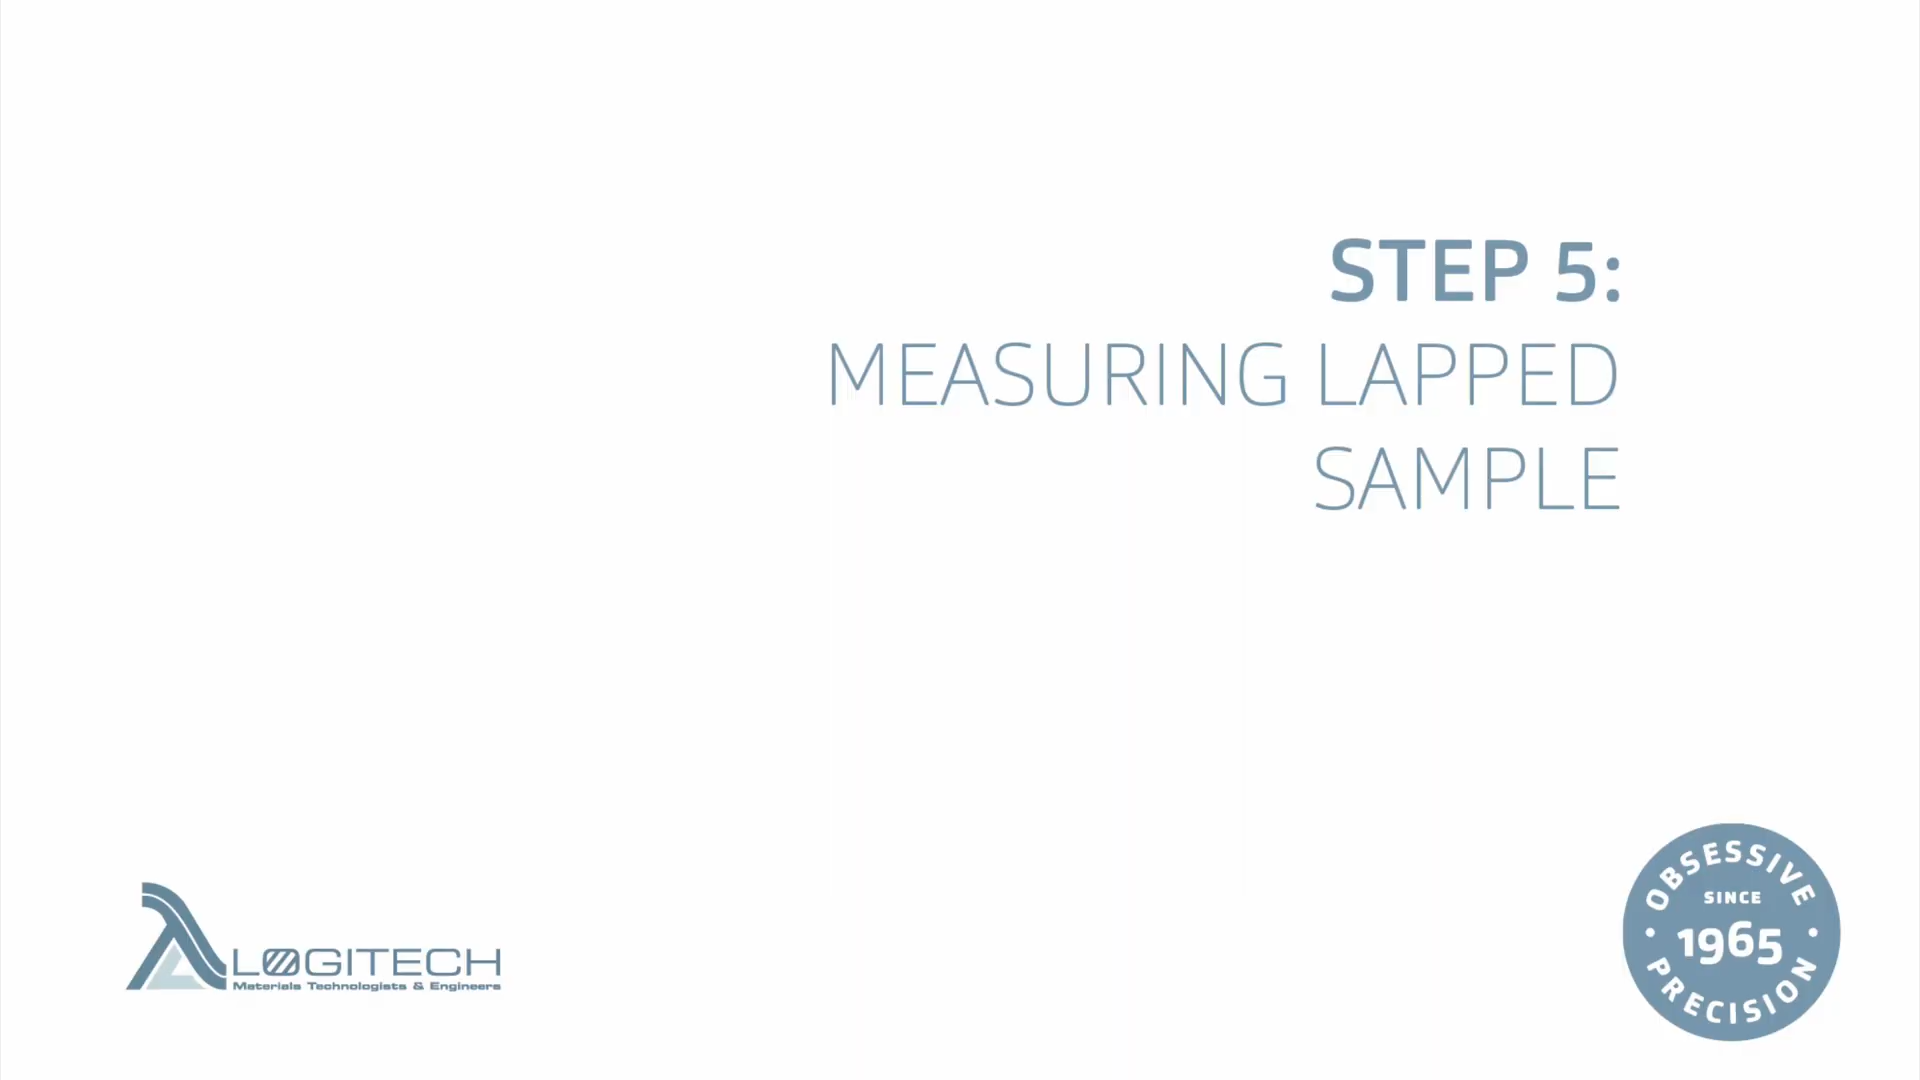 STEP 5:
MEASURING LAPPED
SAMPLE
LOGITECH
Materials Technologists & Engineers
OBSESSIVE
SINCE
1965
PRECISION